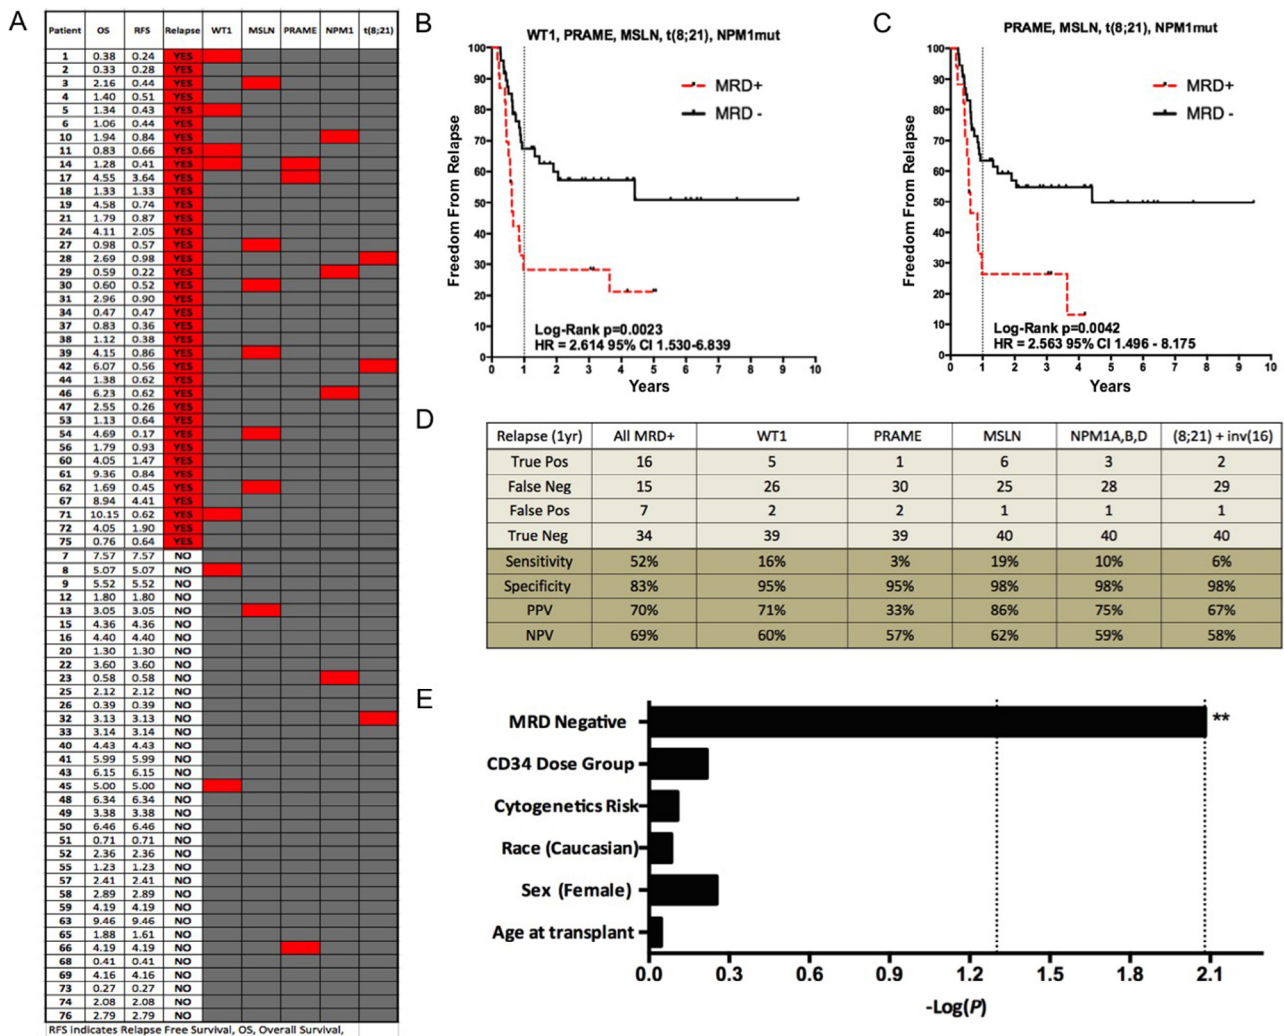 A
Patient OS RFS Relapse WT1 MSLN PRAME NPM1 t(8;21)
1 0.38 0.24 YES
2 0.33 0.28 YES
3 2.16 0.44 YES
4 1.40 0.51 YES
5 1.34 0.43 YES
6 1.06 0.44 YES
10 1.94 0.84 YES
11 0.83 0.66 YES
14 1.28 0.41 YES
17 4.55 3.64 YES
18 1.33 1.33 YES
19 4.58 0.74 YES
21 1.79 0.87 YES
24 4.11 2.05 YES
27 0.98 0.57 YES
28 2.69 0.98 YES
29 0.59 0.22 YES
30 0.60 0.52 YES
31 2.96 0.90 YES
34 0.47 0.47 YES
37 0.83 0.36 YES
38 1.12 0.38 YES
39 4.15 0.86 YES
42 6.07 0.56 YES
44 1.38 0.62 YES
46 6.23 0.62 YES
47 2.55 0.26 YES
53 1.13 0.64 YES
54 4.69 0.17 YES
56 1.79 0.93 YES
60 4.05 1.47 YES
61 9.36 0.84 YES
62 1.69 0.45 YES
67 8.94 4.41 YES
71 10.15 0.62 YES
72 4.05 1.90 YES
75 0.76 0.64 YES
7 7.57 7.57 NO
8 5.07 5.07 NO
9 5.52 5.52 NO
12 1.80 1.80 NO
13 3.05 3.05 NO
15 4.36 4.36 NO
16 4.40 4.40 NO
20 1.30 1.30 NO
22 3.60 3.60 NO
23 0.58 0.58 NO
25 2.12 2.12 NO
26 0.39 0.39 NO
32 3.13 3.13 NO
33 3.14 3.14 NO
40 4.43 4.43 NO
41 5.99 5.99 NO
43 6.15 6.15 NO
45 5.00 5.00 NO
48 6.34 6.34 NO
49 3.38 3.38 NO
50 6.46 6.46 NO
51 0.71 0.71 NO
52 2.36 2.36 NO
55 1.23 1.23 NO
57 2.41 2.41 NO
58 2.89 2.89 NO
59 4.19 4.19 NO
63 9.46 9.46 NO
65 1.88 1.61 NO
66 4.19 4.19 NO
68 0.41 0.41 NO
69 4.16 4.16 NO
73 0.27 0.27 NO
74 2.08 2.08 NO
76 2.79 2.79 NO
RFS indicates Relapse Free Survival, OS, Overall Survival,
B
WT1, PRAME, MSLN, t(8;21), NPM1mut
Freedom From Relapse
100
90
80
70
60
50
40
30
20
10
0
MRD+
MRD -
Log-Rank p=0.0023
HR = 2.614 95% CI 1.530-6.839
0 1 2 3 4 5 6 7 8 9 10
Years
C
PRAME, MSLN, t(8;21), NPM1mut
Freedom From Relapse
100
90
80
70
60
50
40
30
20
10
0
MRD+
MRD -
Log-Rank p=0.0042
HR = 2.563 95% CI 1.496 - 8.175
0 1 2 3 4 5 6 7 8 9 10
Years
D
Relapse (1yr) All MRD+ WT1 PRAME MSLN NPM1A,B,D (8;21) + inv(16)
True Pos 16 5 1 6 3 2
False Neg 15 26 30 25 28 29
False Pos 7 2 2 1 1 1
True Neg 34 39 39 40 40 40
Sensitivity 52% 16% 3% 19% 10% 6%
Specificity 83% 95% 95% 98% 98% 98%
PPV 70% 71% 33% 86% 75% 67%
NPV 69% 60% 57% 62% 59% 58%
E
MRD Negative **
CD34 Dose Group
Cytogenetics Risk
Race (Caucasian)
Sex (Female)
Age at transplant
0.0 0.3 0.6 0.9 1.2 1.5 1.8 2.1
-Log(P)